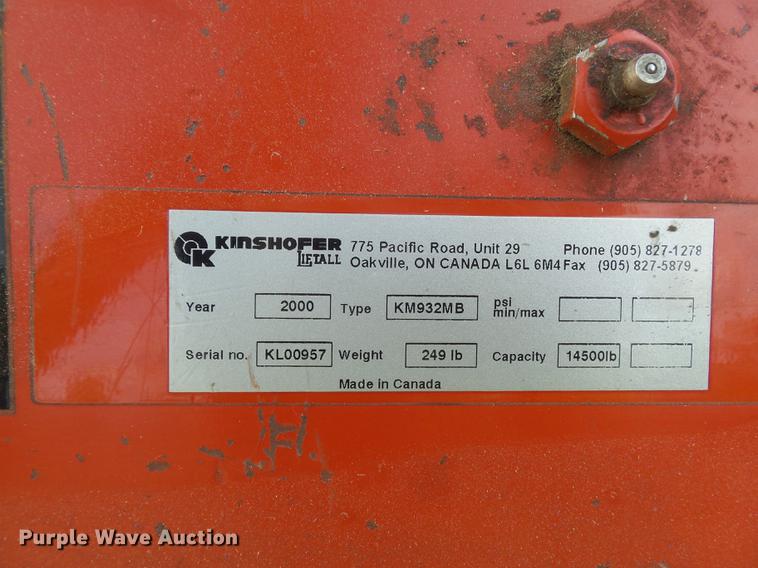 KINSHOFER
LIFTALL
775 Pacific Road, Unit 29 Phone (905) 827-1278
Oakville, ON CANADA L6L 6M4 Fax (905) 827-5879
Year 2000 Type KM932MB psi min/max
Serial no. KL00957 Weight 249 lb Capacity 14500lb
Made in Canada
Purple Wave Auction